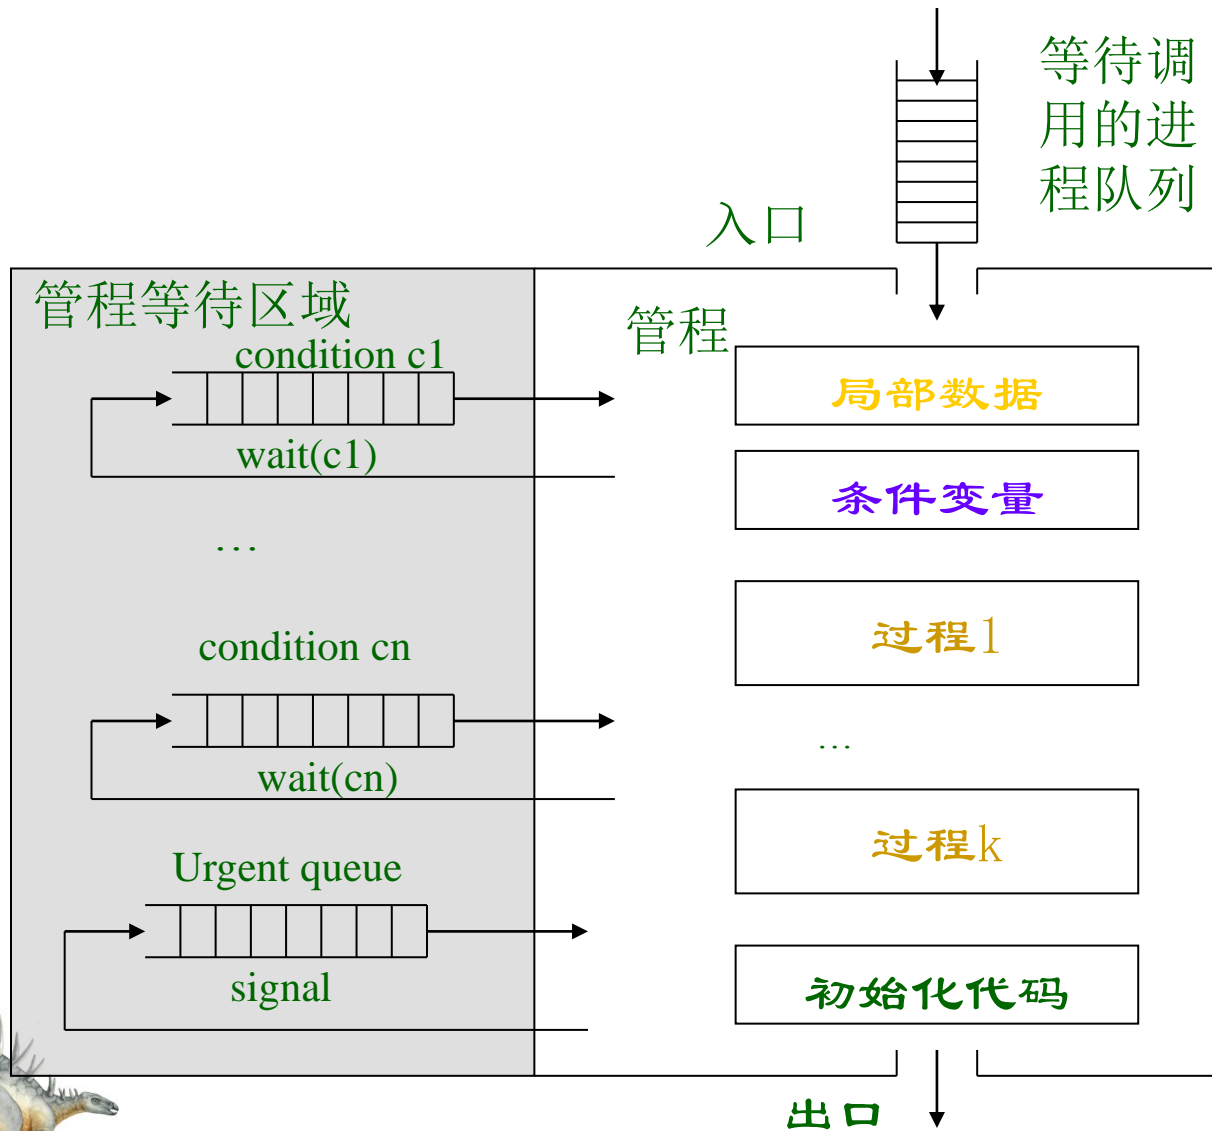 等待调
用的进
程队列
入口
管程等待区域
管程
condition c1
局部数据
wait(c1)
条件变量
…
过程1
condition cn
…
wait(cn)
过程k
Urgent queue
signal
初始化代码
出口